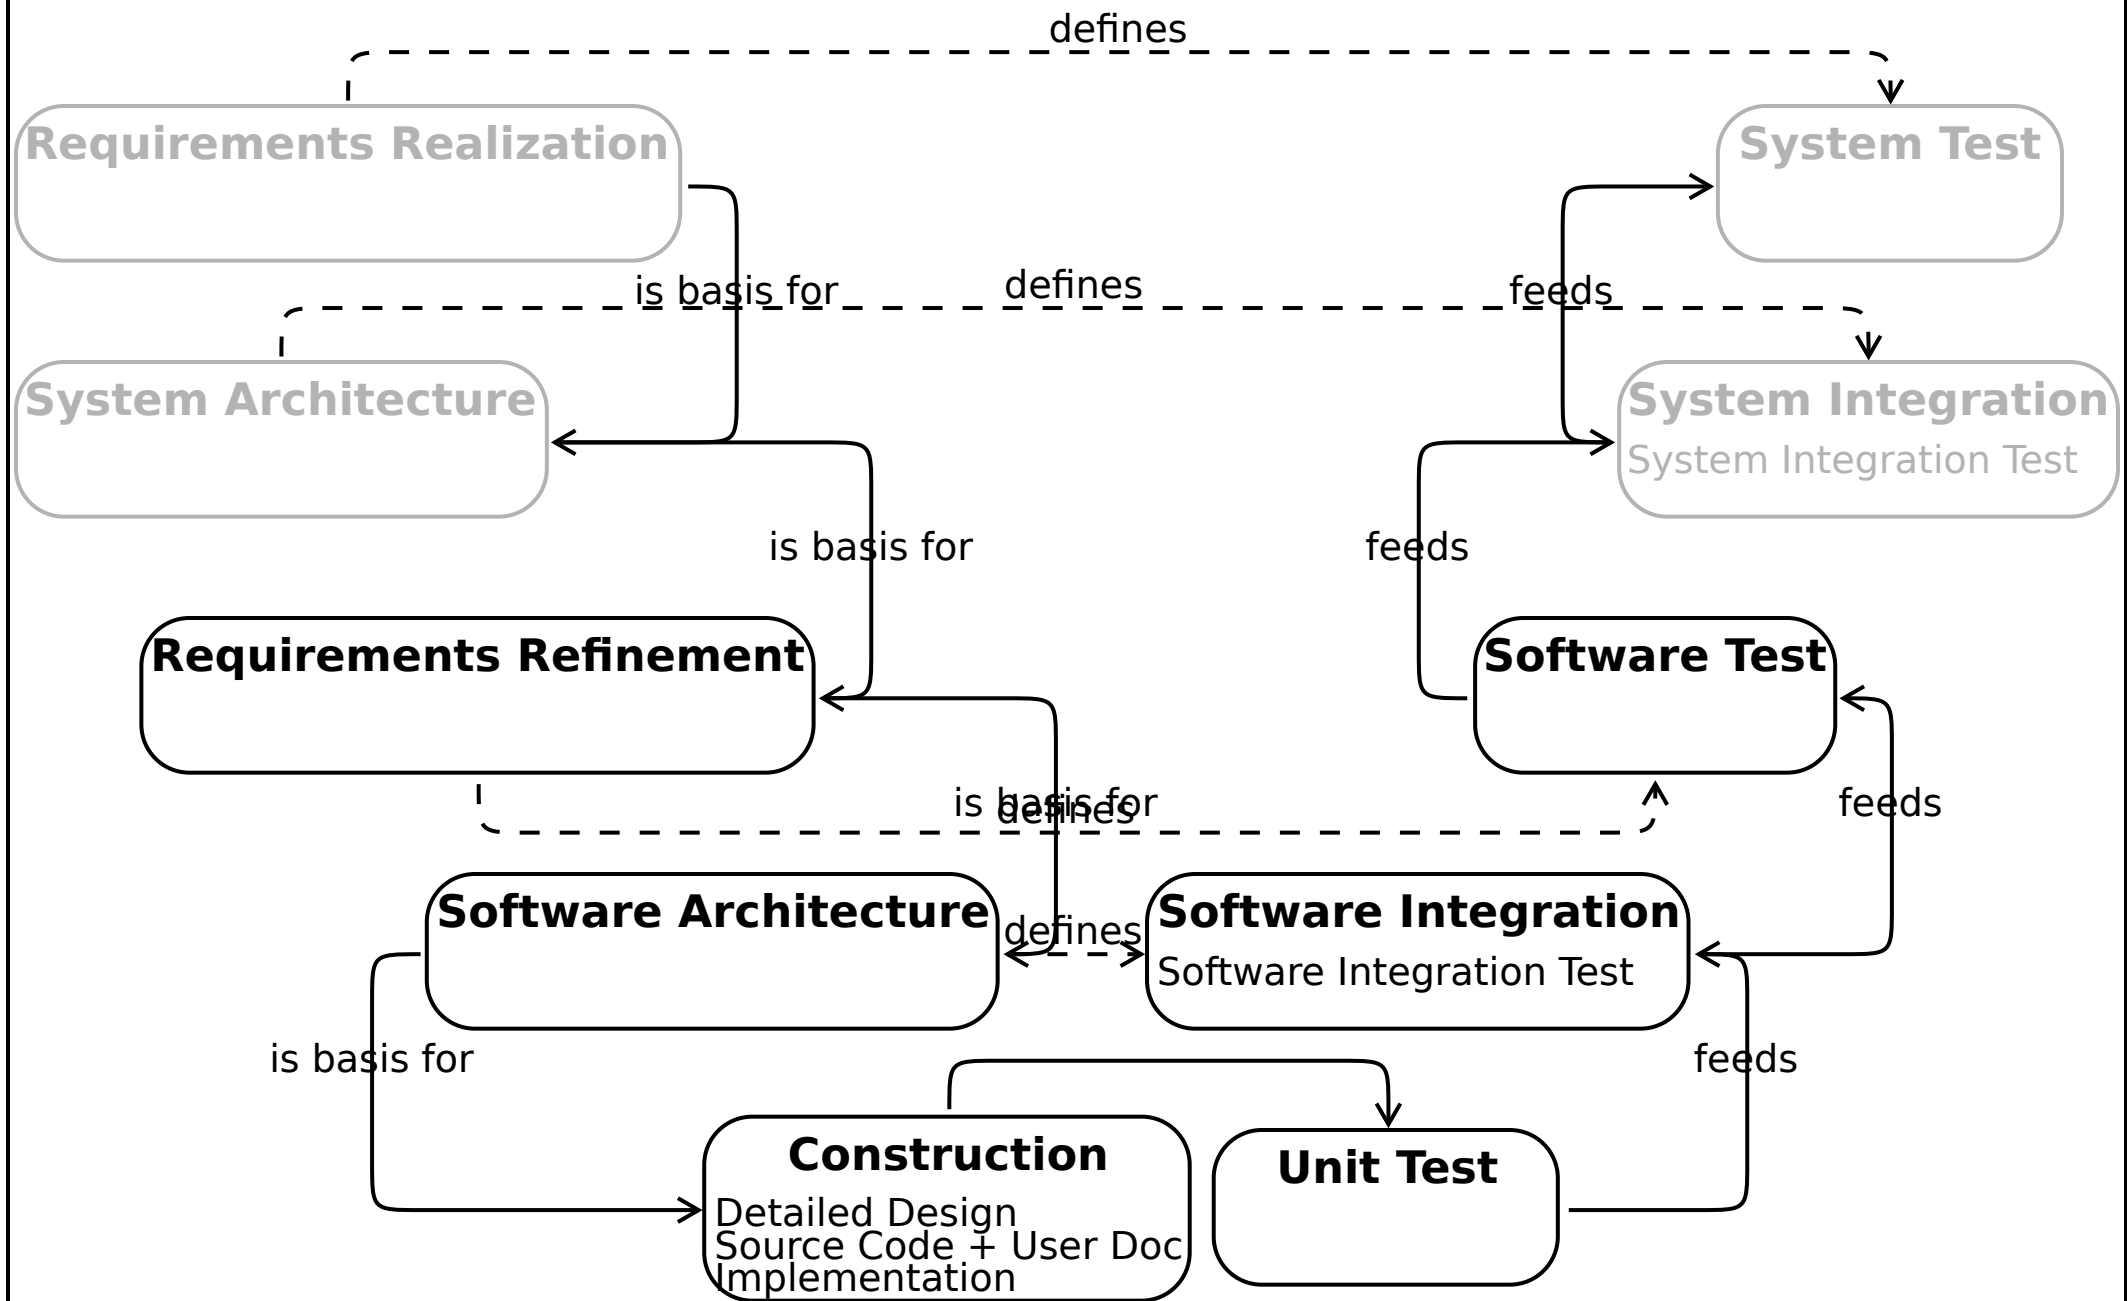 defines
Requirements Realization
System Test
is basis for
defines
feeds
System Architecture
System Integration
System Integration Test
is basis for
feeds
Requirements Refinement
Software Test
is basis for
defines
feeds
Software Architecture
defines
Software Integration
Software Integration Test
is basis for
feeds
Construction
Detailed Design
Source Code + User Doc
Implementation
Unit Test